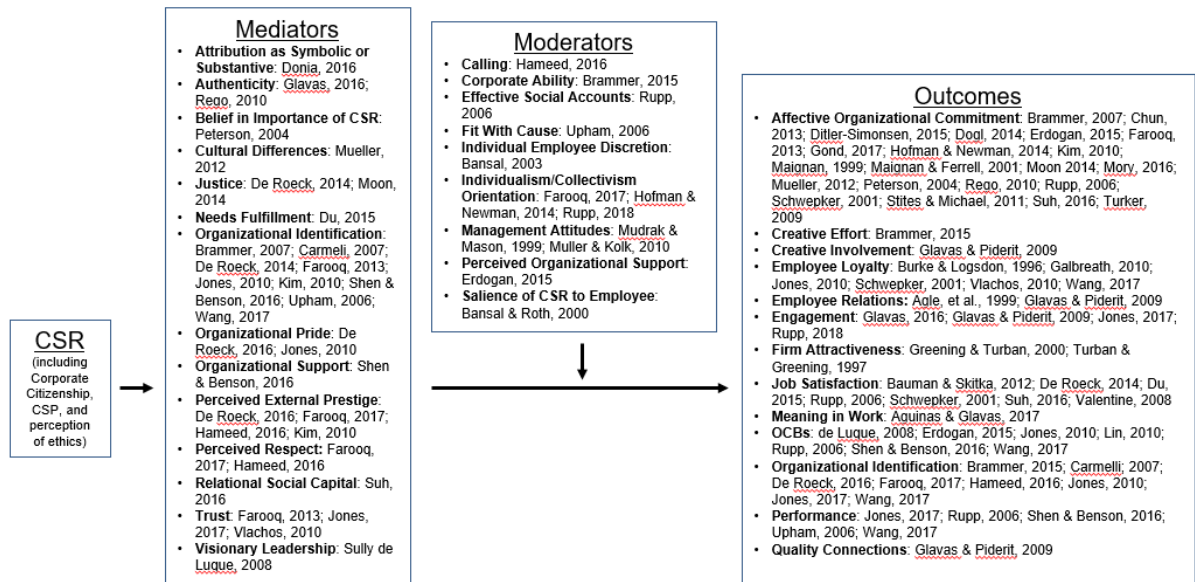 CSR
(including
Corporate
Citizenship,
CSP, and
perception
of ethics)
Mediators
• Attribution as Symbolic or
Substantive: Donia, 2016
• Authenticity: Glavas, 2016;
Rego, 2010
• Belief in Importance of CSR:
Peterson, 2004
• Cultural Differences: Mueller,
2012
• Justice: De Roeck, 2014; Moon,
2014
• Needs Fulfillment: Du, 2015
• Organizational Identification:
Brammer, 2007; Carmeli, 2007;
De Roeck, 2014; Farooq, 2013;
Jones, 2010; Kim, 2010; Shen &
Benson, 2016; Upham, 2006;
Wang, 2017
• Organizational Pride: De
Roeck, 2016; Jones, 2010
• Organizational Support: Shen
& Benson, 2016
• Perceived External Prestige:
De Roeck, 2016; Farooq, 2017;
Hameed, 2016; Kim, 2010
• Perceived Respect: Farooq,
2017; Hameed, 2016
• Relational Social Capital: Suh,
2016
• Trust: Farooq, 2013; Jones,
2017; Vlachos, 2010
• Visionary Leadership: Sully de
Luque, 2008
Moderators
• Calling: Hameed, 2016
• Corporate Ability: Brammer, 2015
• Effective Social Accounts: Rupp,
2006
• Fit With Cause: Upham, 2006
• Individual Employee Discretion:
Bansal, 2003
• Individualism/Collectivism
Orientation: Farooq, 2017; Hofman &
Newman, 2014; Rupp, 2018
• Management Attitudes: Mudrak &
Mason, 1999; Muller & Kolk, 2010
• Perceived Organizational Support:
Erdogan, 2015
• Salience of CSR to Employee:
Bansal & Roth, 2000
Outcomes
• Affective Organizational Commitment: Brammer, 2007; Chun,
2013; Ditler-Simonsen, 2015; Dogl, 2014; Erdogan, 2015; Farooq,
2013; Gond, 2017; Hofman & Newman, 2014; Kim, 2010;
Maignan, 1999; Maignan & Ferrell, 2001; Moon 2014; Mory, 2016;
Mueller, 2012; Peterson, 2004; Rego, 2010; Rupp, 2006;
Schwepker, 2001; Stites & Michael, 2011; Suh, 2016; Turker,
2009
• Creative Effort: Brammer, 2015
• Creative Involvement: Glavas & Piderit, 2009
• Employee Loyalty: Burke & Logsdon, 1996; Galbreath, 2010;
Jones, 2010; Schwepker, 2001; Vlachos, 2010; Wang, 2017
• Employee Relations: Agle, et al., 1999; Glavas & Piderit, 2009
• Engagement: Glavas, 2016; Glavas & Piderit, 2009; Jones, 2017;
Rupp, 2018
• Firm Attractiveness: Greening & Turban, 2000; Turban &
Greening, 1997
• Job Satisfaction: Bauman & Skitka, 2012; De Roeck, 2014; Du,
2015; Rupp, 2006; Schwepker, 2001; Suh, 2016; Valentine, 2008
• Meaning in Work: Aquinas & Glavas, 2017
• OCBs: de Luque, 2008; Erdogan, 2015; Jones, 2010; Lin, 2010;
Rupp, 2006; Shen & Benson, 2016; Wang, 2017
• Organizational Identification: Brammer, 2015; Carmelli; 2007;
De Roeck, 2016; Farooq, 2017; Hameed, 2016; Jones, 2010;
Jones, 2017; Wang, 2017
• Performance: Jones, 2017; Rupp, 2006; Shen & Benson, 2016;
Upham, 2006; Wang, 2017
• Quality Connections: Glavas & Piderit, 2009